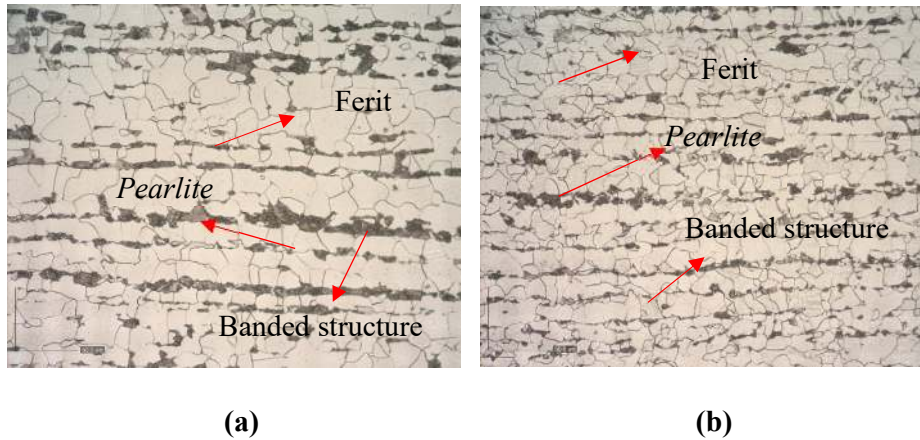 Ferit
Pearlite
Banded structure
Ferit
Pearlite
Banded structure
(a)
(b)